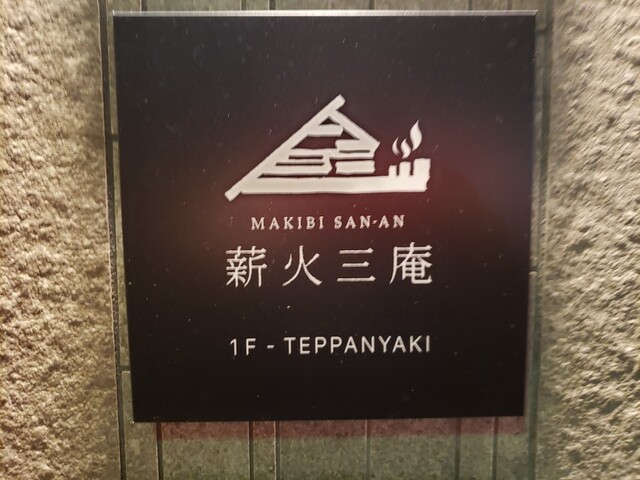 MAKIBI SAN-AN
薪火三庵
1F - TEPPANYAKI